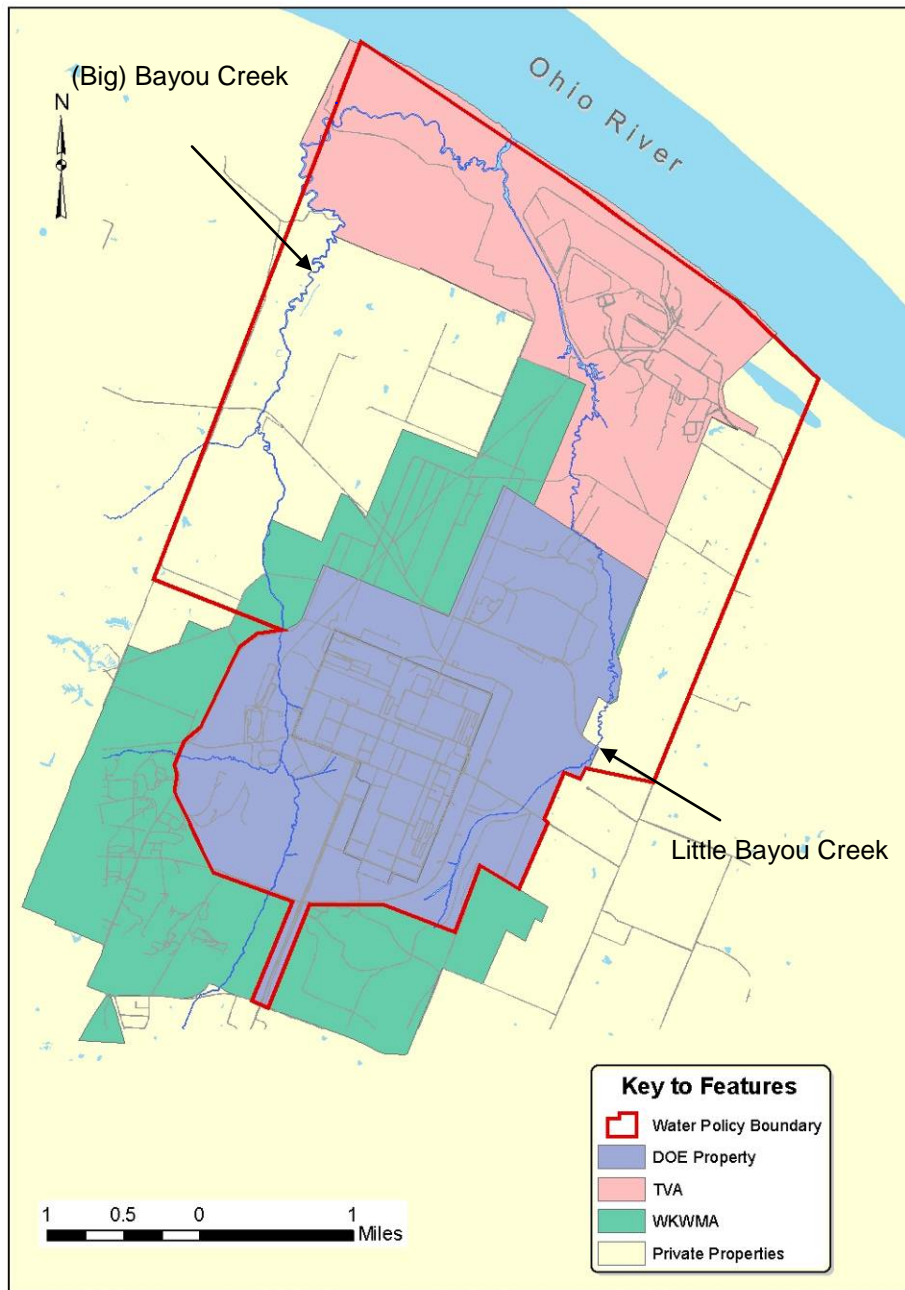 (Big) Bayou Creek
N
Ohio River
Little Bayou Creek
Key to Features
Water Policy Boundary
DOE Property
TVA
WKWMA
Private Properties
1 0.5 0 1
Miles